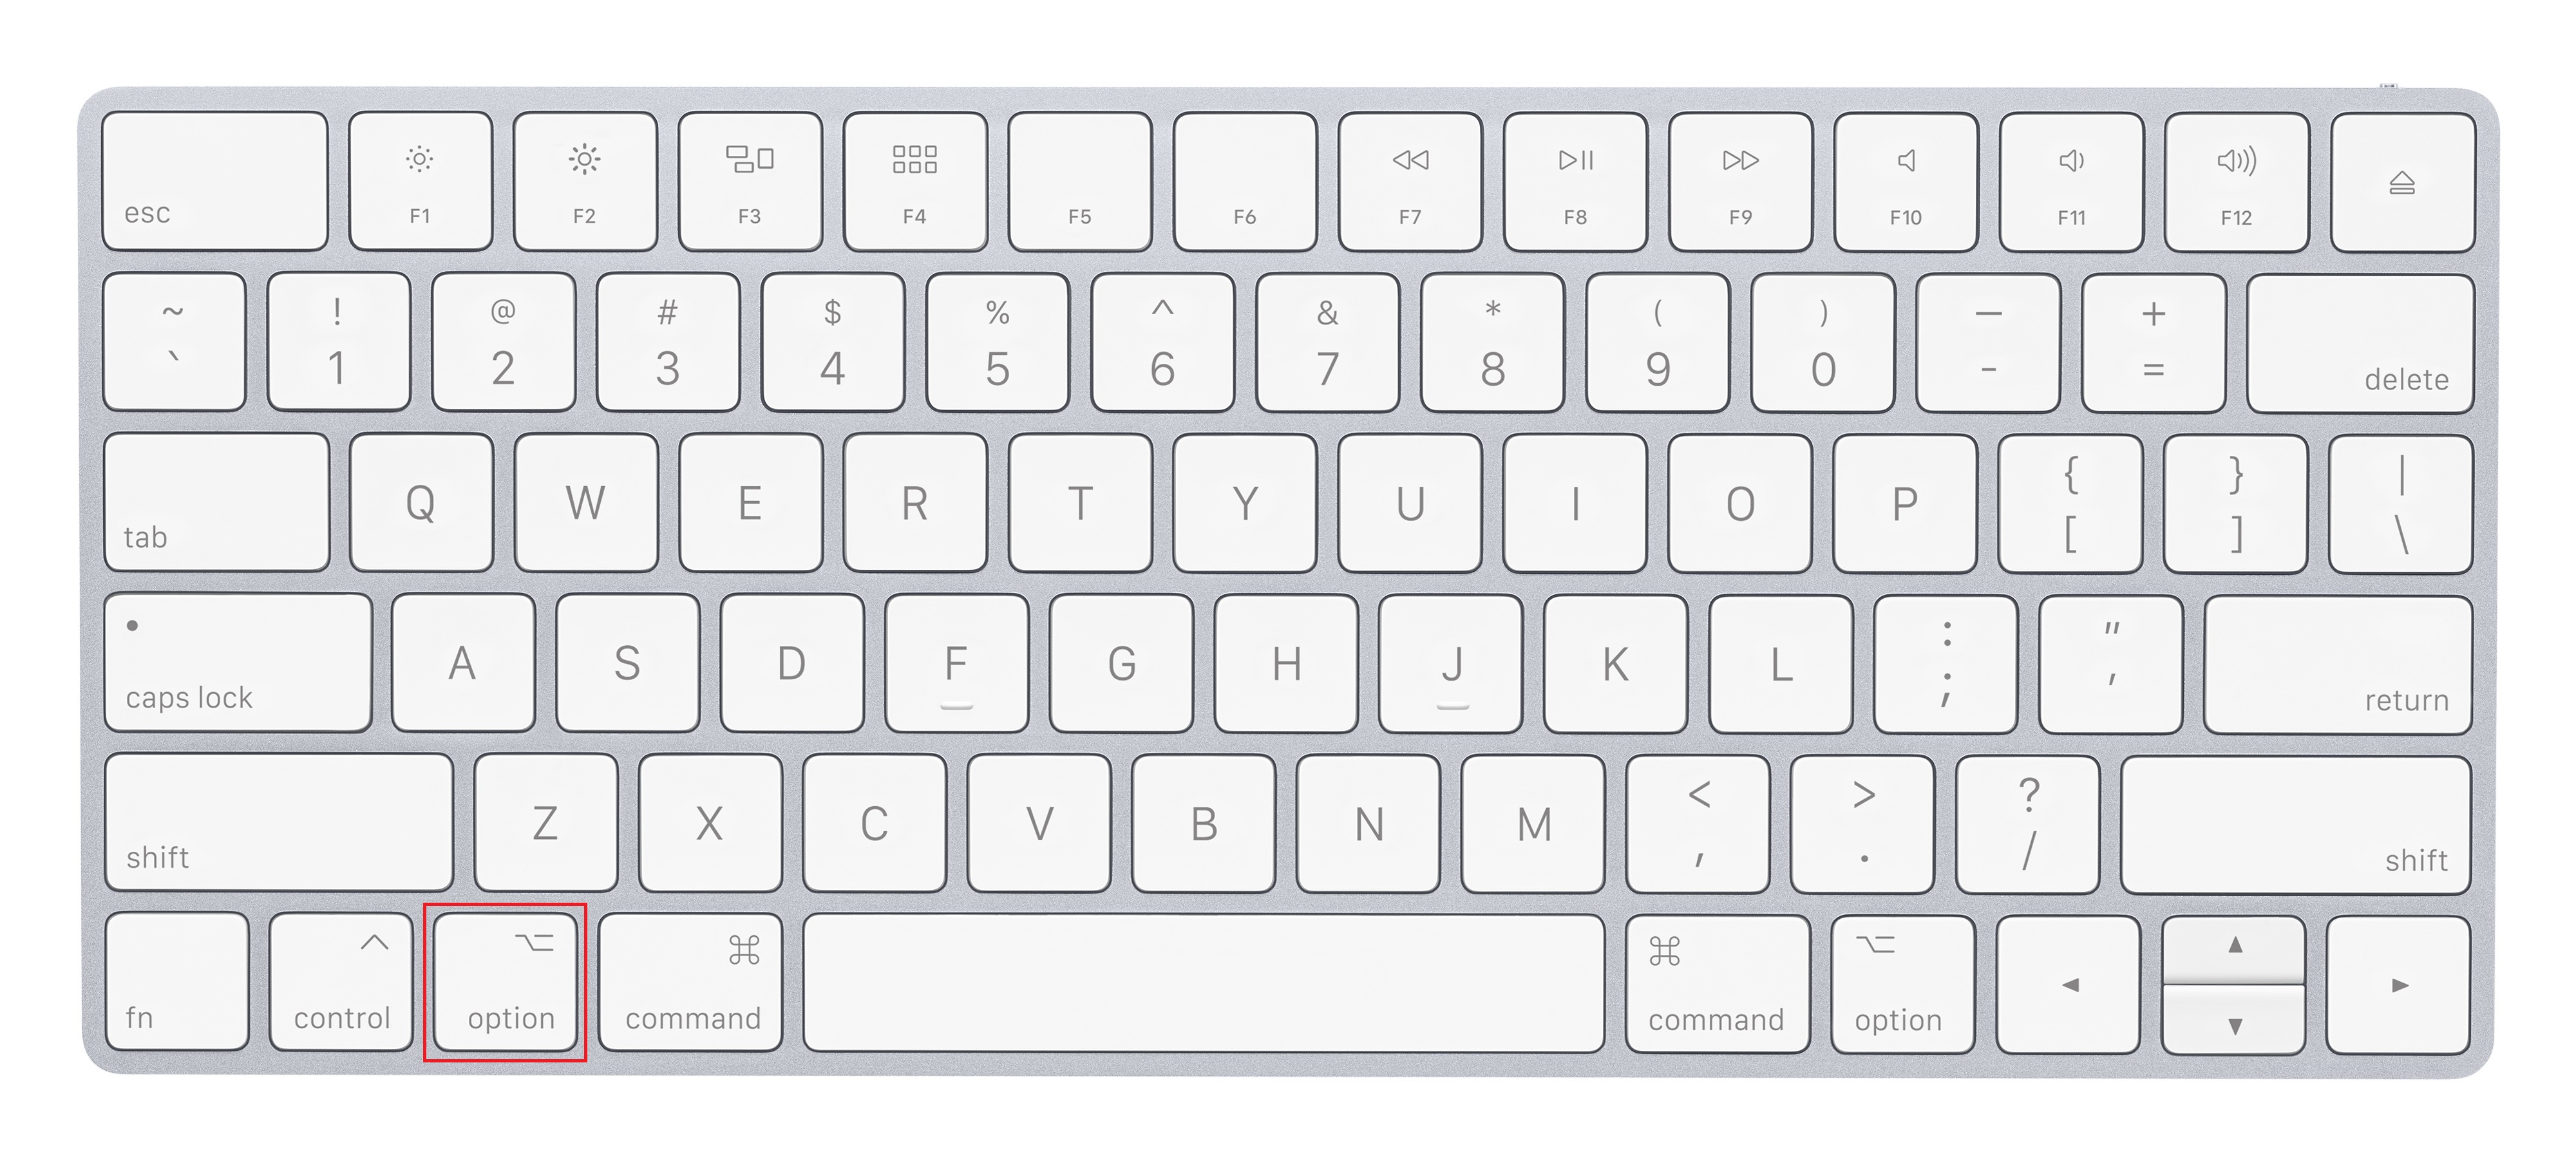 esc F1 F2 F3 F4 F5 F6 F7 F8 F9 F10 F11 F12
~ ! @ # $ % ^ & * ( ) — +
` 1 2 3 4 5 6 7 8 9 0 - = delete
tab Q W E R T Y U I O P { } |
[ ] \
caps lock A S D F G H J K L : "
; ' return
shift Z X C V B N M < > ?
, . / shift
fn ^ control ⌥ option ⌘ command ⌘ command ⌥ option ◀ ▲ ▼ ▶